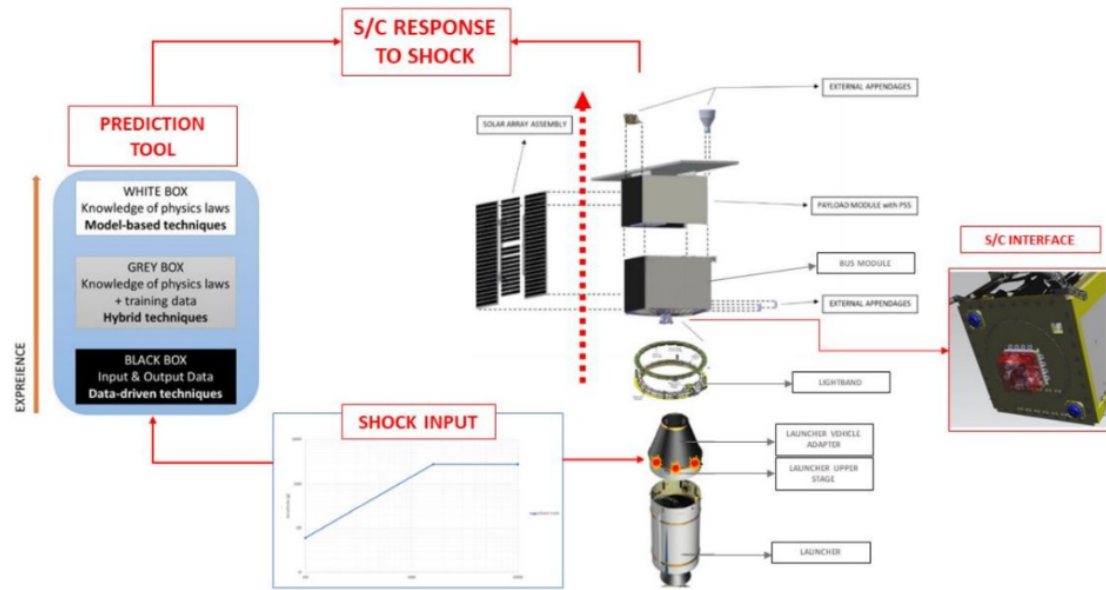 S/C RESPONSE
TO SHOCK
PREDICTION
TOOL
WHITE BOX
Knowledge of physics laws
Model-based techniques
GREY BOX
Knowledge of physics laws
+ training data
Hybrid techniques
BLACK BOX
Input & Output Data
Data-driven techniques
EXPREIENCE
SHOCK INPUT
SOLAR ARRAY ASSEMBLY
EXTERNAL APPENDAGES
PAYLOAD MODULE with PSS
BUS MODULE
EXTERNAL APPENDAGES
LIGHTBAND
LAUNCHER VEHICLE
ADAPTER
LAUNCHER UPPER
STAGE
LAUNCHER
S/C INTERFACE